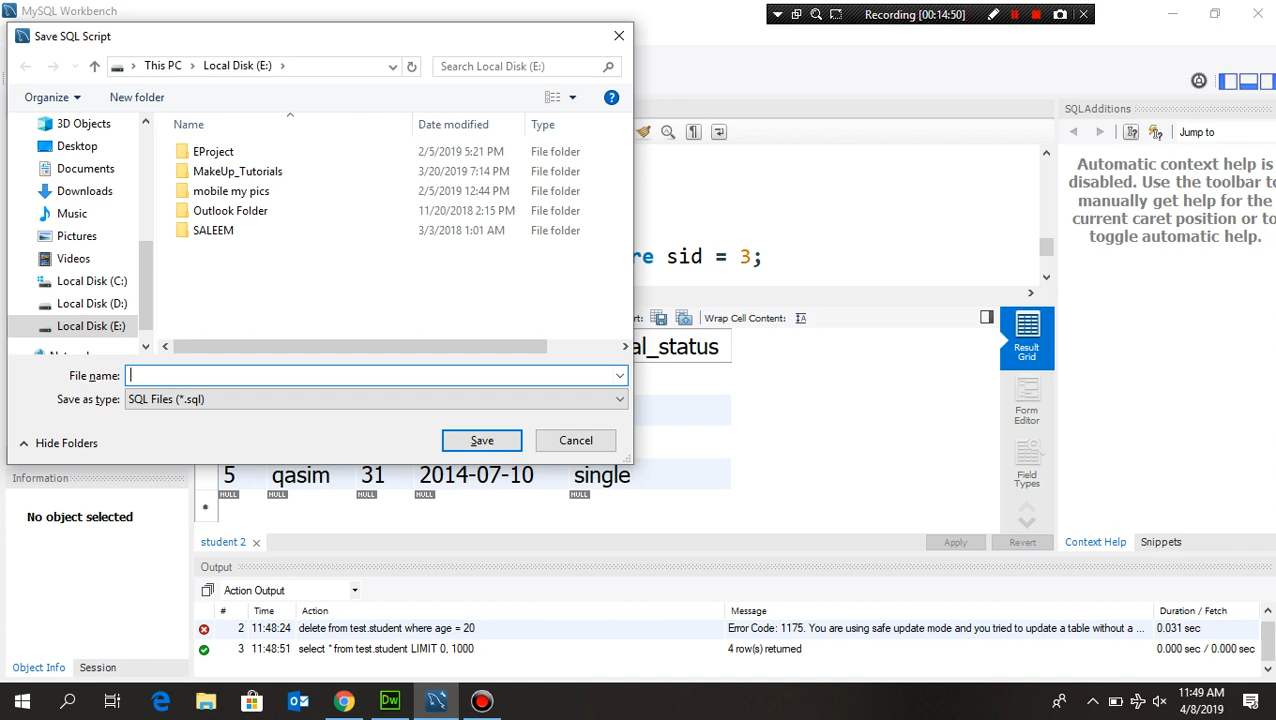 MySQL Workbench
Recording [00:14:50]
Save SQL Script
This PC
Local Disk (E:)
Search Local Disk (E:)
Organize
New folder
3D Objects
Desktop
Documents
Downloads
Music
Pictures
Videos
Local Disk (C:)
Local Disk (D:)
Local Disk (E:)
Name
Date modified
Type
EProject 2/5/2019 5:21 PM File folder
MakeUp_Tutorials 3/20/2019 7:14 PM File folder
mobile my pics 2/5/2019 12:44 PM File folder
Outlook Folder 11/20/2018 2:15 PM File folder
SALEEM 3/3/2018 1:01 AM File folder
File name:
Save as type: SQL Files (*.sql)
Hide Folders
Save
Cancel
re sid = 3;
Wrap Cell Content:
al_status
5 qasim 31 2014-07-10 single
NULL NULL NULL NULL NULL
Result
Grid
Form
Editor
Field
Types
SQLAdditions
Jump to
Automatic context help is
disabled. Use the toolbar to
manually get help for the
current caret position or to
toggle automatic help.
Information
No object selected
student 2
Apply
Revert
Context Help
Snippets
Output
Action Output
# Time Action Message Duration / Fetch
2 11:48:24 delete from test.student where age = 20 Error Code: 1175. You are using safe update mode and you tried to update a table without a ... 0.031 sec
3 11:48:51 select * from test.student LIMIT 0, 1000 4 row(s) returned 0.000 sec / 0.000 sec
Object Info
Session
Dw
11:49 AM
4/8/2019